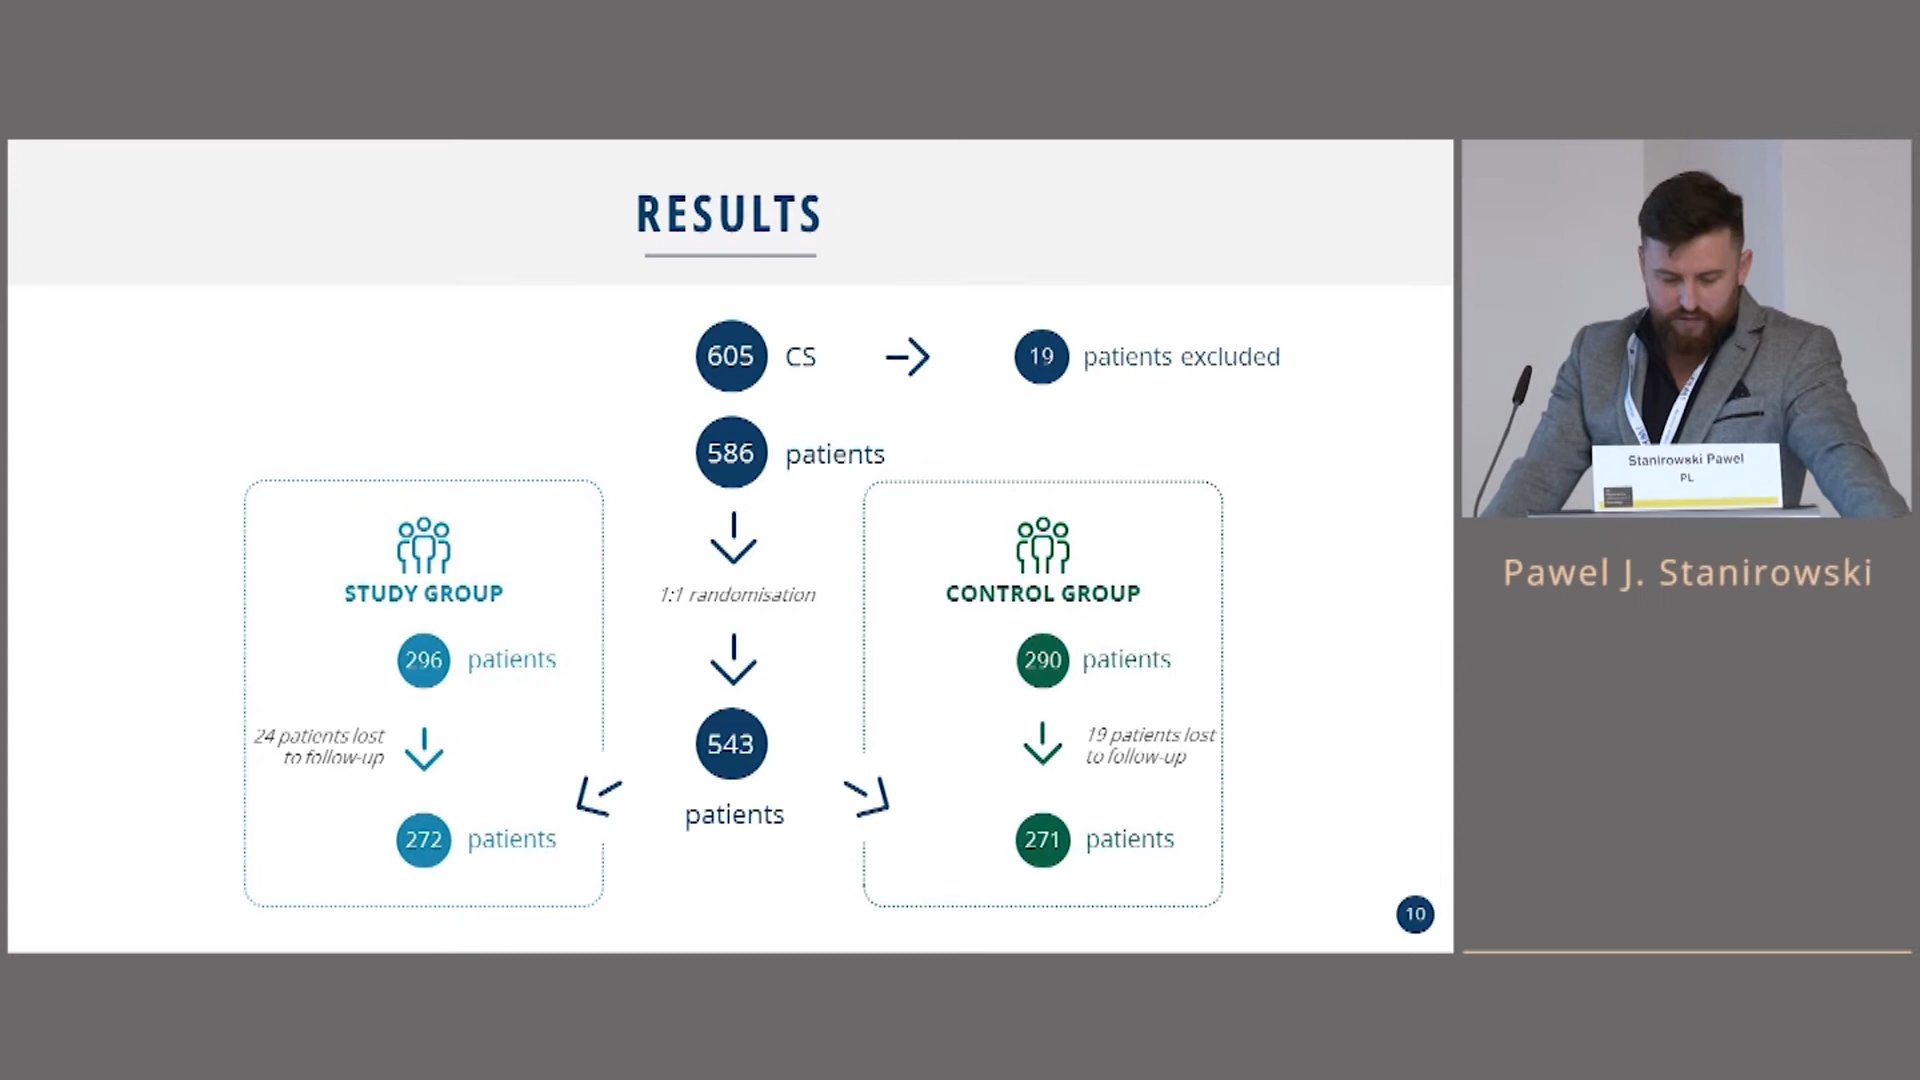 RESULTS
605 CS
19 patients excluded
586 patients
STUDY GROUP
1:1 randomisation
CONTROL GROUP
296 patients
290 patients
24 patients lost
to follow-up
543
patients
19 patients lost
to follow-up
272 patients
271 patients
10
Stanirowski Pawel
PL
Pawel J. Stanirowski